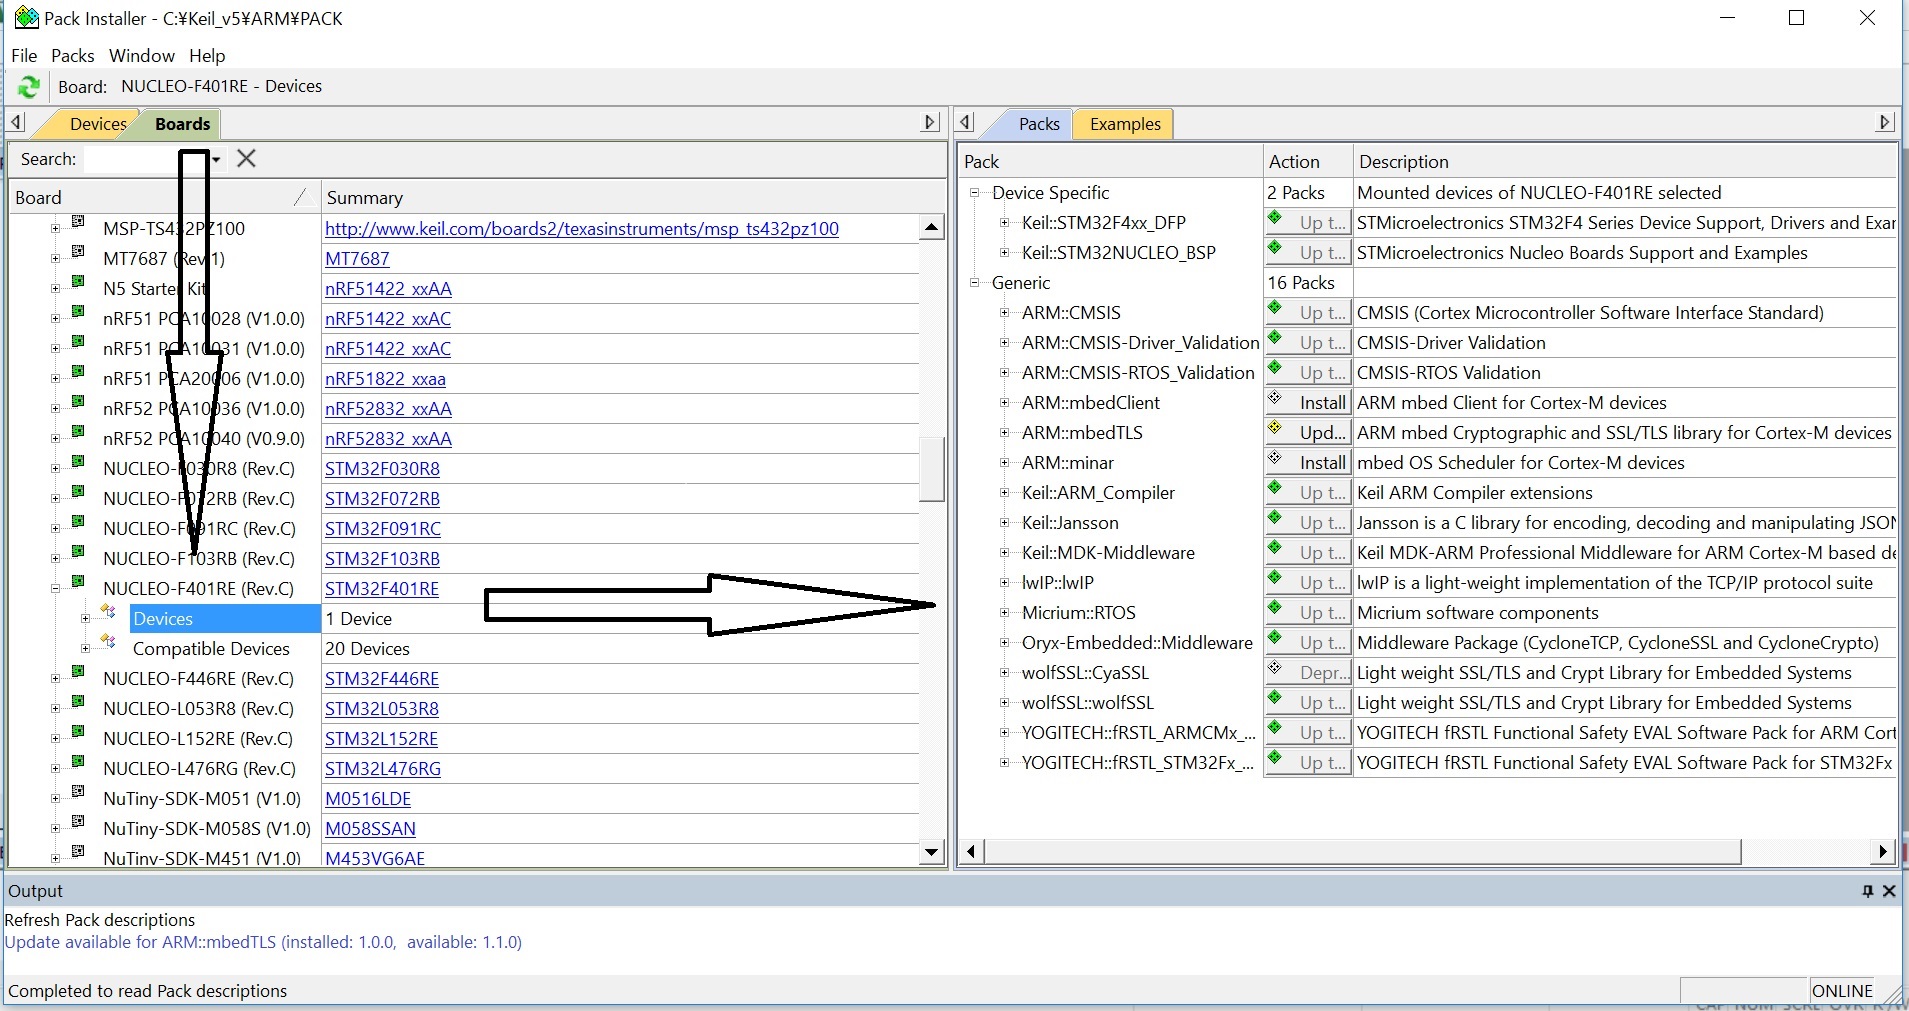 Pack Installer - C:¥Keil_v5¥ARM¥PACK
File Packs Window Help
Board: NUCLEO-F401RE - Devices
Devices Boards
Search:
Board Summary
MSP-TS432PZ100 http://www.keil.com/boards2/texasinstruments/msp_ts432pz100
MT7687 (Rev.1) MT7687
N5 Starter Kit nRF51422_xxAA
nRF51 PCA10028 (V1.0.0) nRF51422_xxAC
nRF51 PCA10031 (V1.0.0) nRF51422_xxAC
nRF51 PCA20006 (V1.0.0) nRF51822_xxaa
nRF52 PCA10036 (V1.0.0) nRF52832_xxAA
nRF52 PCA10040 (V0.9.0) nRF52832_xxAA
NUCLEO-F030R8 (Rev.C) STM32F030R8
NUCLEO-F072RB (Rev.C) STM32F072RB
NUCLEO-F091RC (Rev.C) STM32F091RC
NUCLEO-F103RB (Rev.C) STM32F103RB
NUCLEO-F401RE (Rev.C) STM32F401RE
Devices 1 Device
Compatible Devices 20 Devices
NUCLEO-F446RE (Rev.C) STM32F446RE
NUCLEO-L053R8 (Rev.C) STM32L053R8
NUCLEO-L152RE (Rev.C) STM32L152RE
NUCLEO-L476RG (Rev.C) STM32L476RG
NuTiny-SDK-M051 (V1.0) M0516LDE
NuTiny-SDK-M058S (V1.0) M058SSAN
NuTiny-SDK-M451 (V1.0) M453VG6AE
Packs Examples
Pack Action Description
Device Specific 2 Packs Mounted devices of NUCLEO-F401RE selected
Keil::STM32F4xx_DFP Up t... STMicroelectronics STM32F4 Series Device Support, Drivers and Exar
Keil::STM32NUCLEO_BSP Up t... STMicroelectronics Nucleo Boards Support and Examples
Generic 16 Packs
ARM::CMSIS Up t... CMSIS (Cortex Microcontroller Software Interface Standard)
ARM::CMSIS-Driver_Validation Up t... CMSIS-Driver Validation
ARM::CMSIS-RTOS_Validation Up t... CMSIS-RTOS Validation
ARM::mbedClient Install ARM mbed Client for Cortex-M devices
ARM::mbedTLS Upd... ARM mbed Cryptographic and SSL/TLS library for Cortex-M devices
ARM::minar Install mbed OS Scheduler for Cortex-M devices
Keil::ARM_Compiler Up t... Keil ARM Compiler extensions
Keil::Jansson Up t... Jansson is a C library for encoding, decoding and manipulating JSON
Keil::MDK-Middleware Up t... Keil MDK-ARM Professional Middleware for ARM Cortex-M based de
lwIP::lwIP Up t... lwIP is a light-weight implementation of the TCP/IP protocol suite
Micrium::RTOS Up t... Micrium software components
Oryx-Embedded::Middleware Up t... Middleware Package (CycloneTCP, CycloneSSL and CycloneCrypto)
wolfSSL::CyaSSL Depr... Light weight SSL/TLS and Crypt Library for Embedded Systems
wolfSSL::wolfSSL Up t... Light weight SSL/TLS and Crypt Library for Embedded Systems
YOGITECH::fRSTL_ARMCMx_... Up t... YOGITECH fRSTL Functional Safety EVAL Software Pack for ARM Cort
YOGITECH::fRSTL_STM32Fx_... Up t... YOGITECH fRSTL Functional Safety EVAL Software Pack for STM32Fx
Output
Refresh Pack descriptions
Update available for ARM::mbedTLS (installed: 1.0.0, available: 1.1.0)
Completed to read Pack descriptions ONLINE